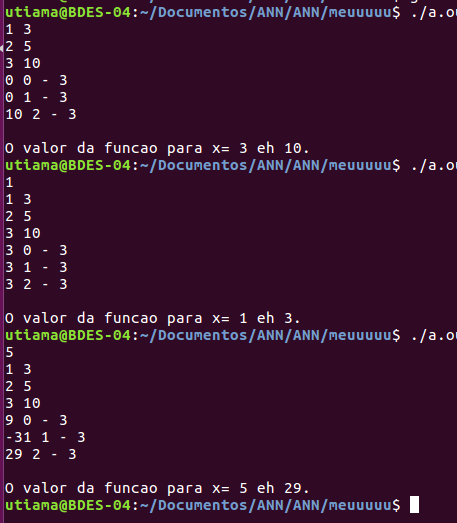 utiama@BDES-04:~/Documentos/ANN/ANN/meuuuuu$ ./a.o
1 3
2 5
3 10
0 0 - 3
0 1 - 3
10 2 - 3
O valor da funcao para x= 3 eh 10.
utiama@BDES-04:~/Documentos/ANN/ANN/meuuuuu$ ./a.o
1
1 3
2 5
3 10
3 0 - 3
3 1 - 3
3 2 - 3
O valor da funcao para x= 1 eh 3.
utiama@BDES-04:~/Documentos/ANN/ANN/meuuuuu$ ./a.o
5
1 3
2 5
3 10
9 0 - 3
-31 1 - 3
29 2 - 3
O valor da funcao para x= 5 eh 29.
utiama@BDES-04:~/Documentos/ANN/ANN/meuuuuu$